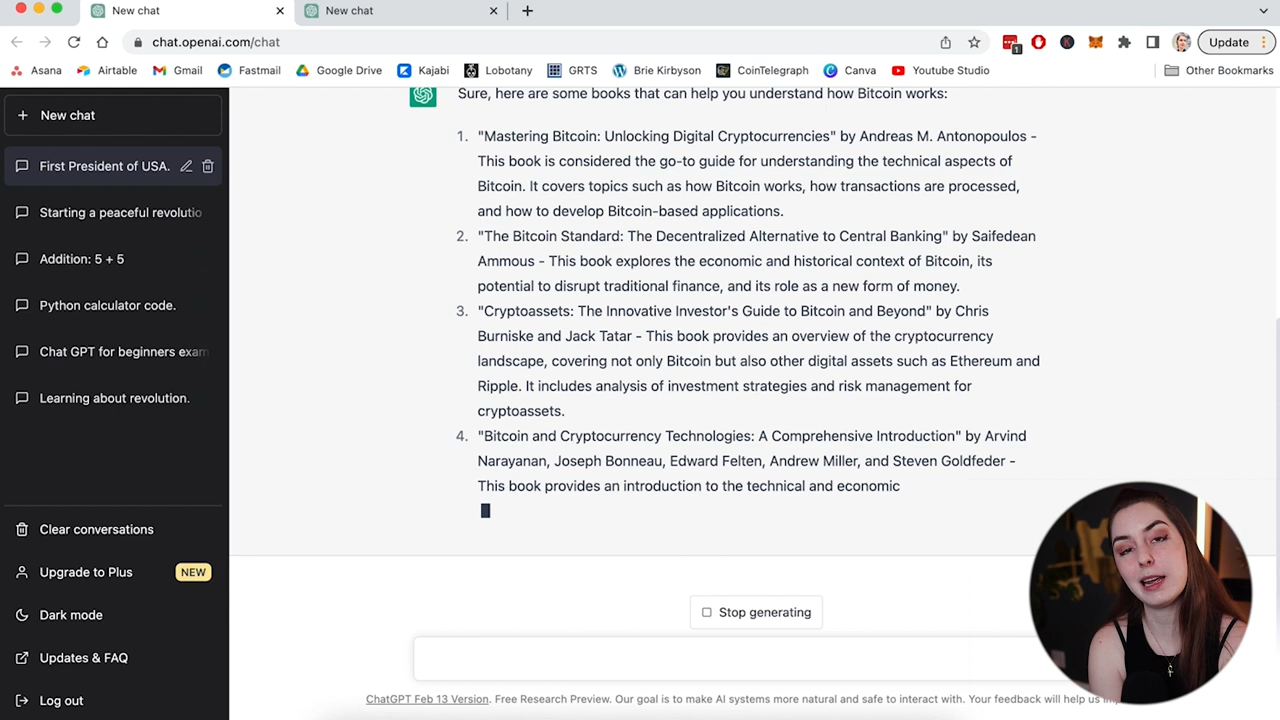 New chat
New chat
chat.openai.com/chat
1
Update
Asana Airtable Gmail Fastmail Google Drive Kajabi Lobotany GRTS Brie Kirbyson CoinTelegraph Canva Youtube Studio Other Bookmarks
New chat
First President of USA.
Starting a peaceful revolutio
Addition: 5 + 5
Python calculator code.
Chat GPT for beginners exam
Learning about revolution.
Clear conversations
Upgrade to Plus NEW
Dark mode
Updates & FAQ
Log out
Sure, here are some books that can help you understand how Bitcoin works:
1. "Mastering Bitcoin: Unlocking Digital Cryptocurrencies" by Andreas M. Antonopoulos -
This book is considered the go-to guide for understanding the technical aspects of
Bitcoin. It covers topics such as how Bitcoin works, how transactions are processed,
and how to develop Bitcoin-based applications.
2. "The Bitcoin Standard: The Decentralized Alternative to Central Banking" by Saifedean
Ammous - This book explores the economic and historical context of Bitcoin, its
potential to disrupt traditional finance, and its role as a new form of money.
3. "Cryptoassets: The Innovative Investor's Guide to Bitcoin and Beyond" by Chris
Burniske and Jack Tatar - This book provides an overview of the cryptocurrency
landscape, covering not only Bitcoin but also other digital assets such as Ethereum and
Ripple. It includes analysis of investment strategies and risk management for
cryptoassets.
4. "Bitcoin and Cryptocurrency Technologies: A Comprehensive Introduction" by Arvind
Narayanan, Joseph Bonneau, Edward Felten, Andrew Miller, and Steven Goldfeder -
This book provides an introduction to the technical and economic
Stop generating
ChatGPT Feb 13 Version. Free Research Preview. Our goal is to make AI systems more natural and safe to interact with. Your feedback will help us